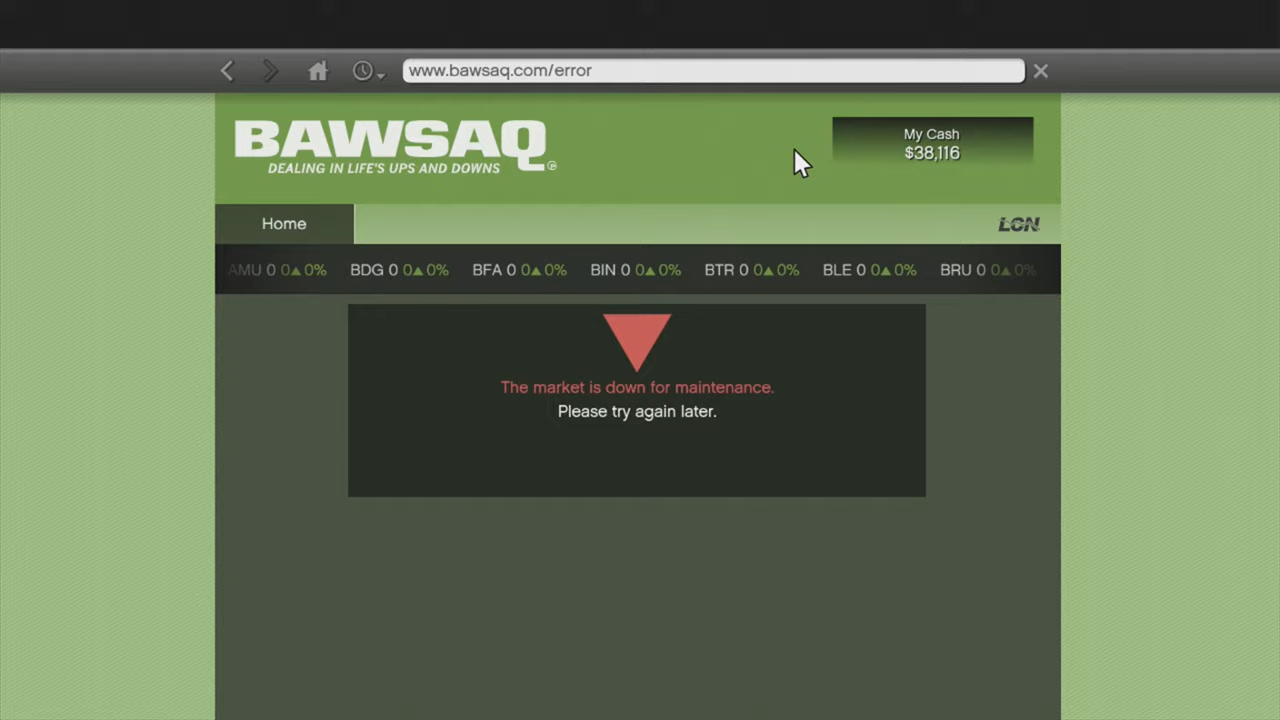 www.bawsaq.com/error
BAWSAQ
DEALING IN LIFE'S UPS AND DOWNS
My Cash
$38,116
Home
LCN
AMU 0 0▲0% BDG 0 0▲0% BFA 0 0▲0% BIN 0 0▲0% BTR 0 0▲0% BLE 0 0▲0% BRU 0 0▲0%
The market is down for maintenance.
Please try again later.